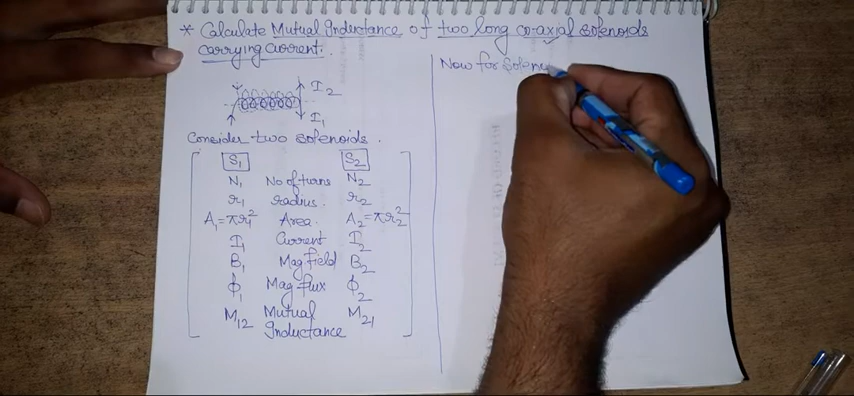 * Calculate Mutual Inductance of two long co-axial solenoids
carrying current.
I2
I1
Consider two solenoids.
S1 S2
N1 No of turns N2
r1 radius. r2
A1=πr1² Area. A2=πr2²
I1 Current I2
B1 Mag field B2
ϕ1 Mag flux ϕ2
M12 Mutual Inductance M21
Now for Solen